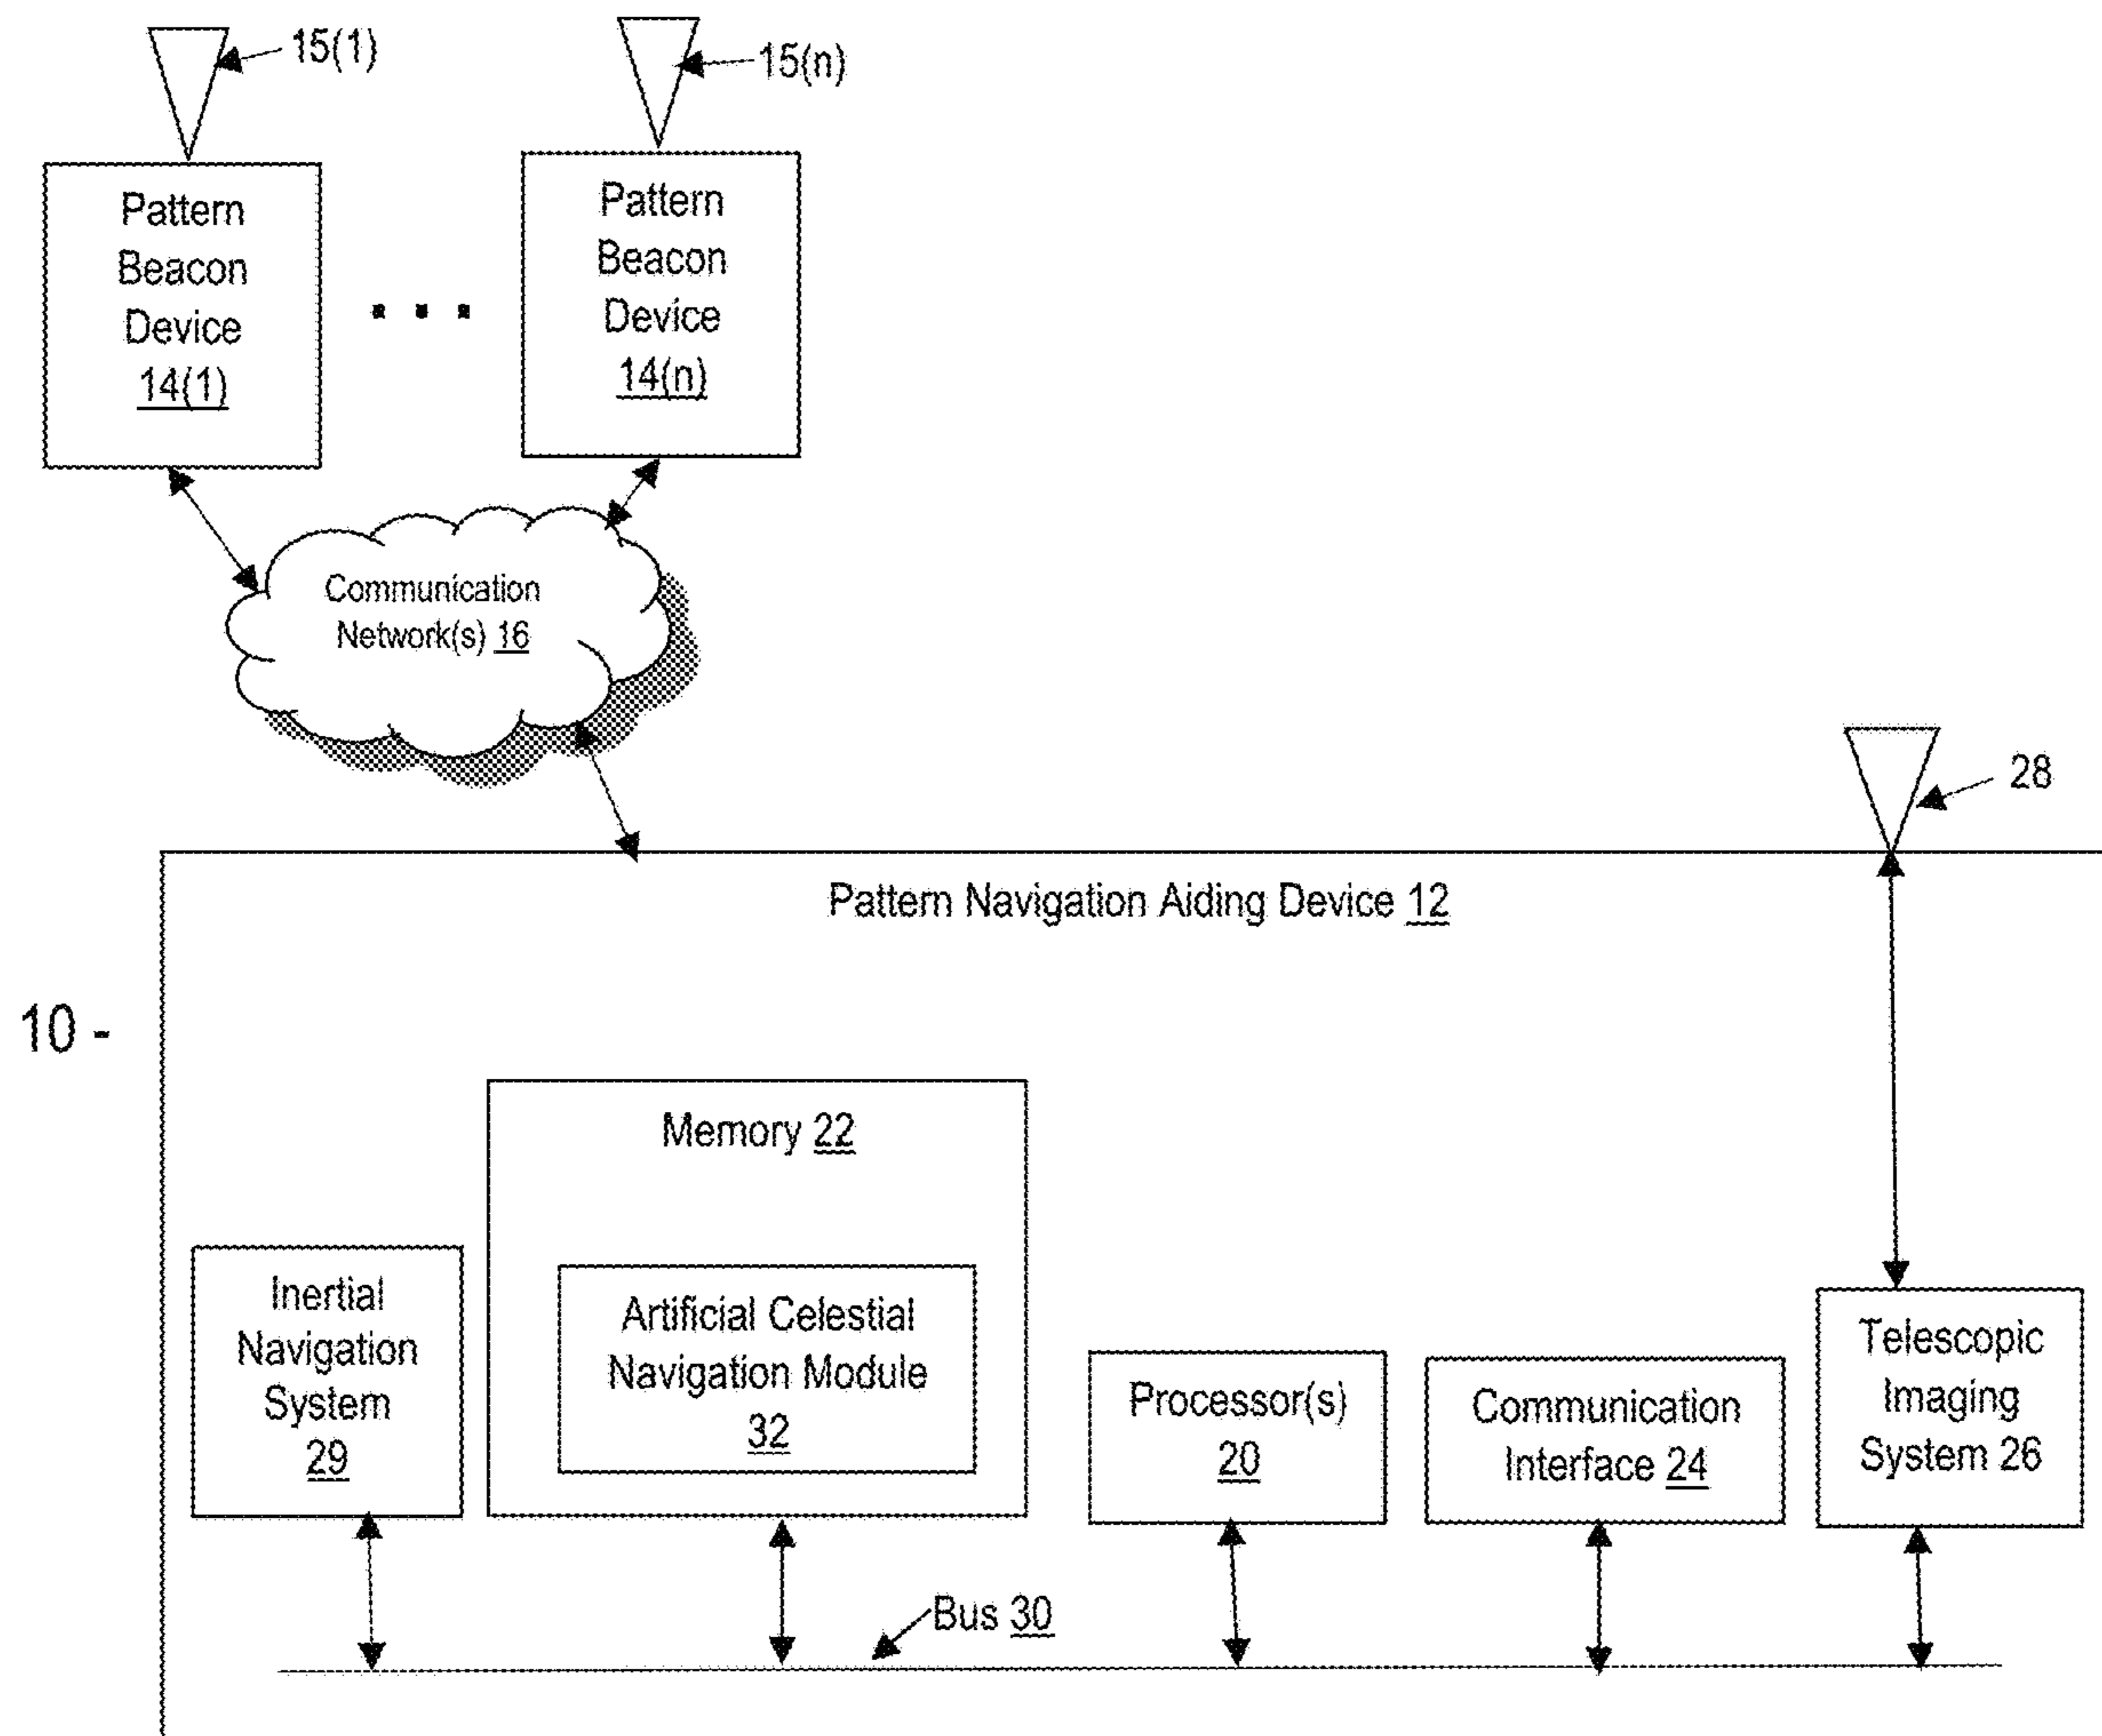 15(1)
15(n)
Pattern
Beacon
Device
14(1)
Pattern
Beacon
Device
14(n)
Communication
Network(s) 16
28
Pattern Navigation Aiding Device 12
10 -
Memory 22
Inertial
Navigation
System
29
Artificial Celestial
Navigation Module
32
Processor(s)
20
Communication
Interface 24
Telescopic
Imaging
System 26
Bus 30